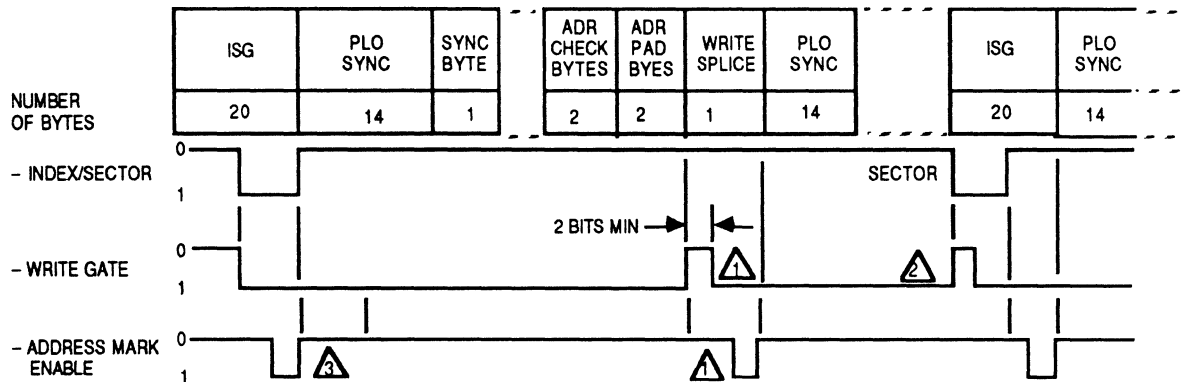 ISG PLO SYNC SYNC BYTE ADR CHECK BYTES ADR PAD BYES WRITE SPLICE PLO SYNC ISG PLO SYNC
NUMBER OF BYTES 20 14 1 2 2 1 14 20 14
0
– INDEX/SECTOR SECTOR
1
2 BITS MIN
0
– WRITE GATE 1 2
1
0
– ADDRESS MARK ENABLE 3 1
1